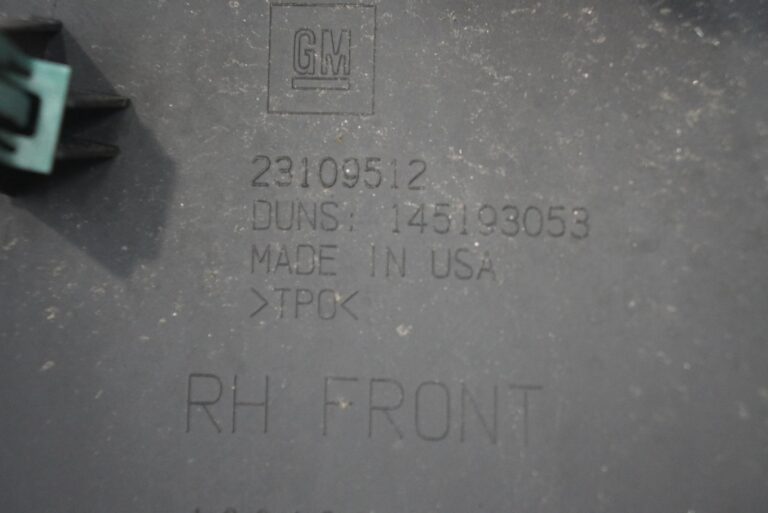 GM
23109512
DUNS: 145193053
MADE IN USA
>TPO<
RH FRONT